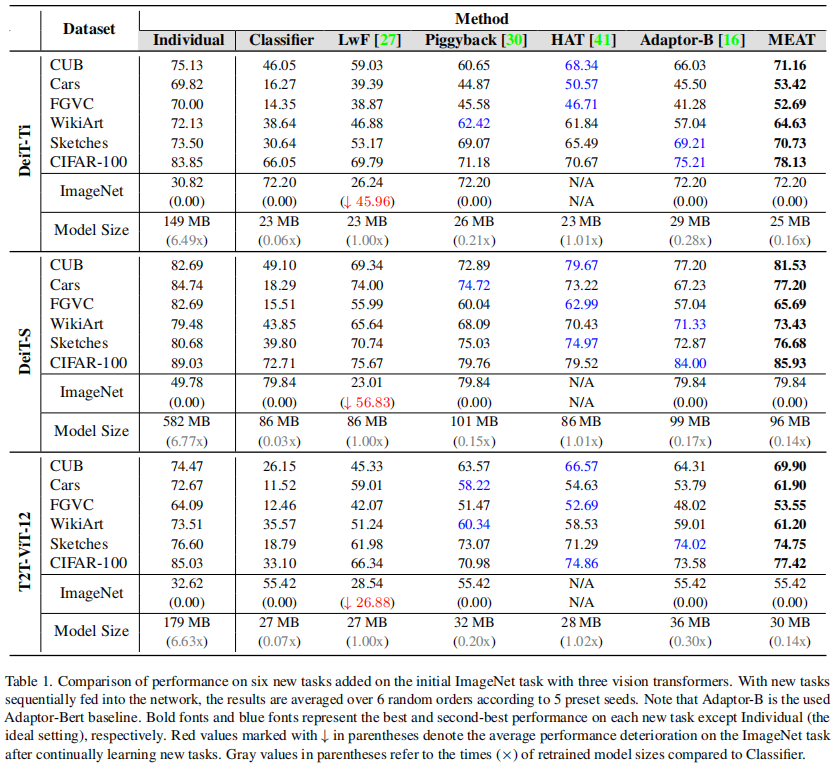 Dataset Method
Individual Classifier LwF [27] Piggyback [30] HAT [41] Adaptor-B [16] MEAT
DeiT-Ti
CUB 75.13 46.05 59.03 60.65 68.34 66.03 71.16
Cars 69.82 16.27 39.39 44.87 50.57 45.50 53.42
FGVC 70.00 14.35 38.87 45.58 46.71 41.28 52.69
WikiArt 72.13 38.64 46.88 62.42 61.84 57.04 64.63
Sketches 73.50 30.64 53.17 69.07 65.49 69.21 70.73
CIFAR-100 83.85 66.05 69.79 71.18 70.67 75.21 78.13
ImageNet 30.82 72.20 26.24 72.20 N/A 72.20 72.20
(0.00) (0.00) (↓ 45.96) (0.00) N/A (0.00) (0.00)
Model Size 149 MB 23 MB 23 MB 26 MB 23 MB 29 MB 25 MB
(6.49x) (0.06x) (1.00x) (0.21x) (1.01x) (0.28x) (0.16x)
DeiT-S
CUB 82.69 49.10 69.34 72.89 79.67 77.20 81.53
Cars 84.74 18.29 74.00 74.72 73.22 67.23 77.20
FGVC 82.69 15.51 55.99 60.04 62.99 57.04 65.69
WikiArt 79.48 43.85 65.64 68.09 70.43 71.33 73.43
Sketches 80.68 39.80 70.74 75.03 74.97 72.87 76.68
CIFAR-100 89.03 72.71 75.67 79.76 79.52 84.00 85.93
ImageNet 49.78 79.84 23.01 79.84 N/A 79.84 79.84
(0.00) (0.00) (↓ 56.83) (0.00) N/A (0.00) (0.00)
Model Size 582 MB 86 MB 86 MB 101 MB 86 MB 99 MB 96 MB
(6.77x) (0.03x) (1.00x) (0.15x) (1.01x) (0.17x) (0.14x)
T2T-ViT-12
CUB 74.47 26.15 45.33 63.57 66.57 64.31 69.90
Cars 72.67 11.52 59.01 58.22 54.63 53.79 61.90
FGVC 64.09 12.46 42.07 51.47 52.69 48.02 53.55
WikiArt 73.51 35.57 51.24 60.34 58.53 59.01 61.20
Sketches 76.60 18.79 61.98 73.07 71.29 74.02 74.75
CIFAR-100 85.03 33.10 66.34 70.98 74.86 73.58 77.42
ImageNet 32.62 55.42 28.54 55.42 N/A 55.42 55.42
(0.00) (0.00) (↓ 26.88) (0.00) N/A (0.00) (0.00)
Model Size 179 MB 27 MB 27 MB 32 MB 28 MB 36 MB 30 MB
(6.63x) (0.07x) (1.00x) (0.20x) (1.02x) (0.30x) (0.14x)
Table 1. Comparison of performance on six new tasks added on the initial ImageNet task with three vision transformers. With new tasks
sequentially fed into the network, the results are averaged over 6 random orders according to 5 preset seeds. Note that Adaptor-B is the used
Adaptor-Bert baseline. Bold fonts and blue fonts represent the best and second-best performance on each new task except Individual (the
ideal setting), respectively. Red values marked with ↓ in parentheses denote the average performance deterioration on the ImageNet task
after continually learning new tasks. Gray values in parentheses refer to the times (×) of retrained model sizes compared to Classifier.